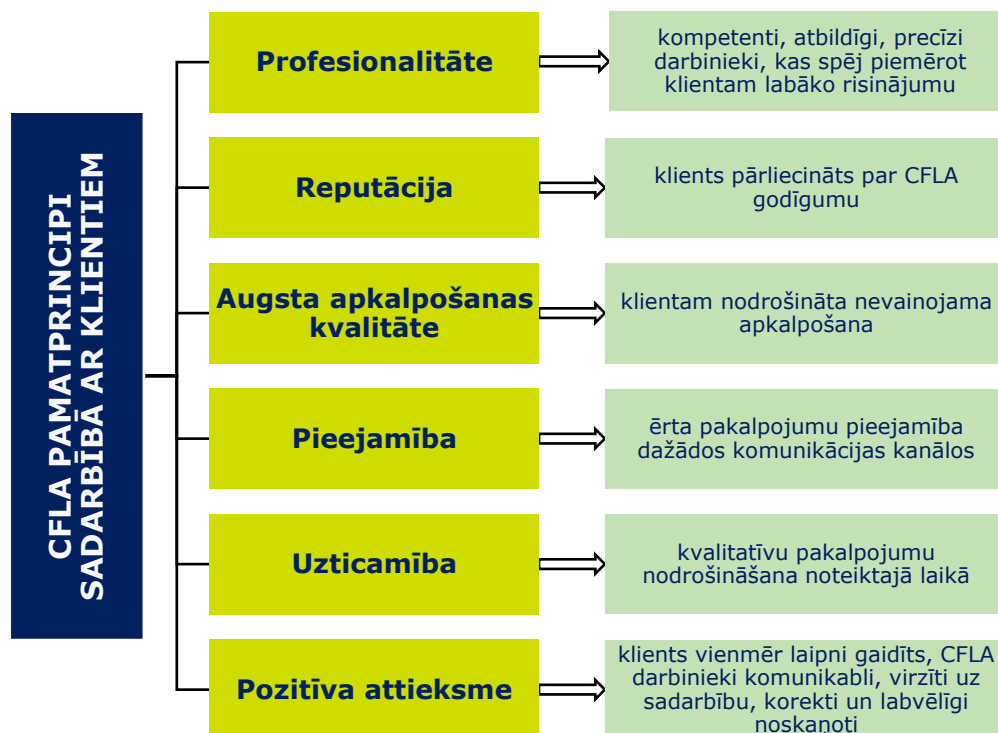 CFLA PAMATPRINCIPI
SADARBĪBĀ AR KLIENTIEM
Profesionalitāte
kompetenti, atbildīgi, precīzi
darbinieki, kas spēj piemērot
klientam labāko risinājumu
Reputācija
klients pārliecināts par CFLA
godīgumu
Augsta apkalpošanas
kvalitāte
klientam nodrošināta nevainojama
apkalpošana
Pieejamība
ērta pakalpojumu pieejamība
dažādos komunikācijas kanālos
Uzticamība
kvalitatīvu pakalpojumu
nodrošināšana noteiktajā laikā
Pozitīva attieksme
klients vienmēr laipni gaidīts, CFLA
darbinieki komunikabli, virzīti uz
sadarbību, korekti un labvēlīgi
noskaņoti